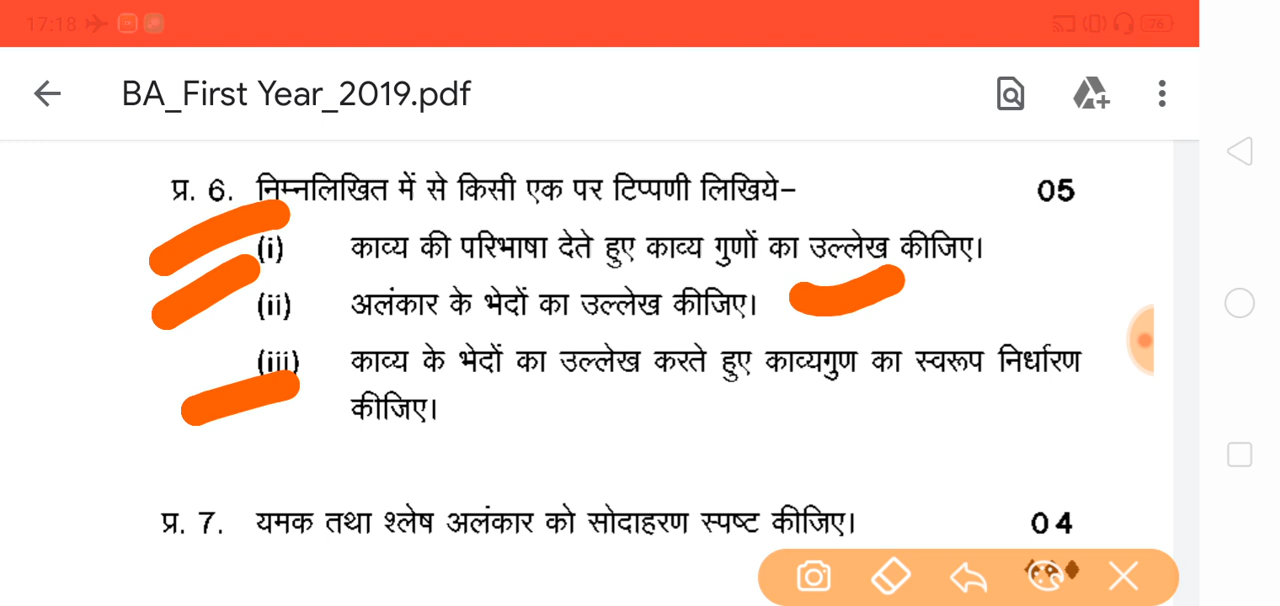 17:18
76
BA_First Year_2019.pdf
प्र. 6. निम्नलिखित में से किसी एक पर टिप्पणी लिखिये– 05
(i) काव्य की परिभाषा देते हुए काव्य गुणों का उल्लेख कीजिए।
(ii) अलंकार के भेदों का उल्लेख कीजिए।
(iii) काव्य के भेदों का उल्लेख करते हुए काव्यगुण का स्वरूप निर्धारण
कीजिए।
प्र. 7. यमक तथा श्लेष अलंकार को सोदाहरण स्पष्ट कीजिए। 04